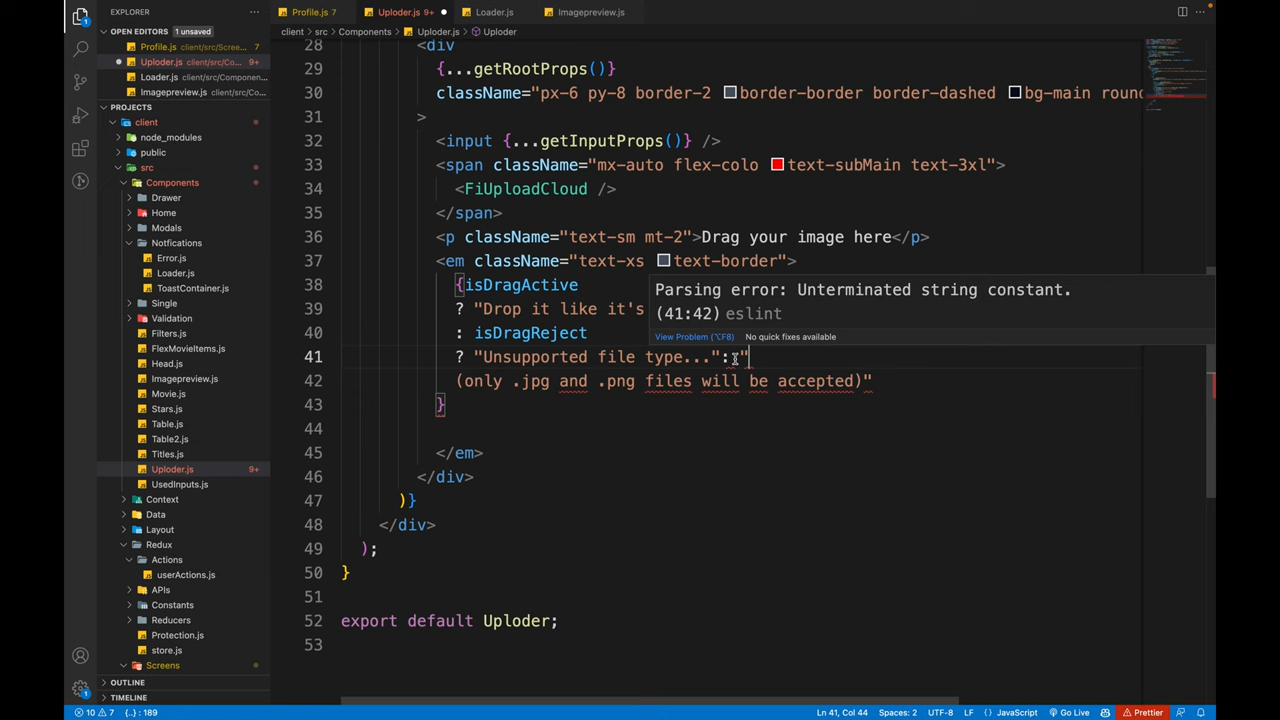 EXPLORER
...
Profile.js 7
Uploder.js 9+
Loader.js
Imagepreview.js
...
client > src > Components > Uploder.js > Uploder
OPEN EDITORS 1 unsaved
Profile.js client/src/Scree... 7
Uploder.js client/src/Co... 9+
Loader.js client/src/Componen...
Imagepreview.js client/src/Co...
PROJECTS
client
node_modules
public
src
Components
Drawer
Home
Modals
Notfications
Error.js
Loader.js
ToastContainer.js
Single
Validation
Filters.js
FlexMovieItems.js
Head.js
Imagepreview.js
Movie.js
Stars.js
Table.js
Table2.js
Titles.js
Uploder.js 9+
UsedInputs.js
Context
Data
Layout
Redux
Actions
userActions.js
APIs
Constants
Reducers
Protection.js
store.js
Screens
OUTLINE
TIMELINE
28 <div
29 {...getRootProps()}
30 className="px-6 py-8 border-2 border-border border-dashed bg-main roun
31 >
32 <input {...getInputProps()} />
33 <span className="mx-auto flex-colo text-subMain text-3xl">
34 <FiUploadCloud />
35 </span>
36 <p className="text-sm mt-2">Drag your image here</p>
37 <em className="text-xs text-border">
38 {isDragActive
39 ? "Drop it like it's
40 : isDragReject
41 ? "Unsupported file type...":"
42 (only .jpg and .png files will be accepted)"
43 }
44
45 </em>
46 </div>
47 )}
48 </div>
49 );
50 }
51
52 export default Uploder;
53
Parsing error: Unterminated string constant.
(41:42) eslint
View Problem (⌥F8) No quick fixes available
1
1
10 7 {..}: 189
Ln 41, Col 44 Spaces: 2 UTF-8 LF {} JavaScript Go Live Prettier